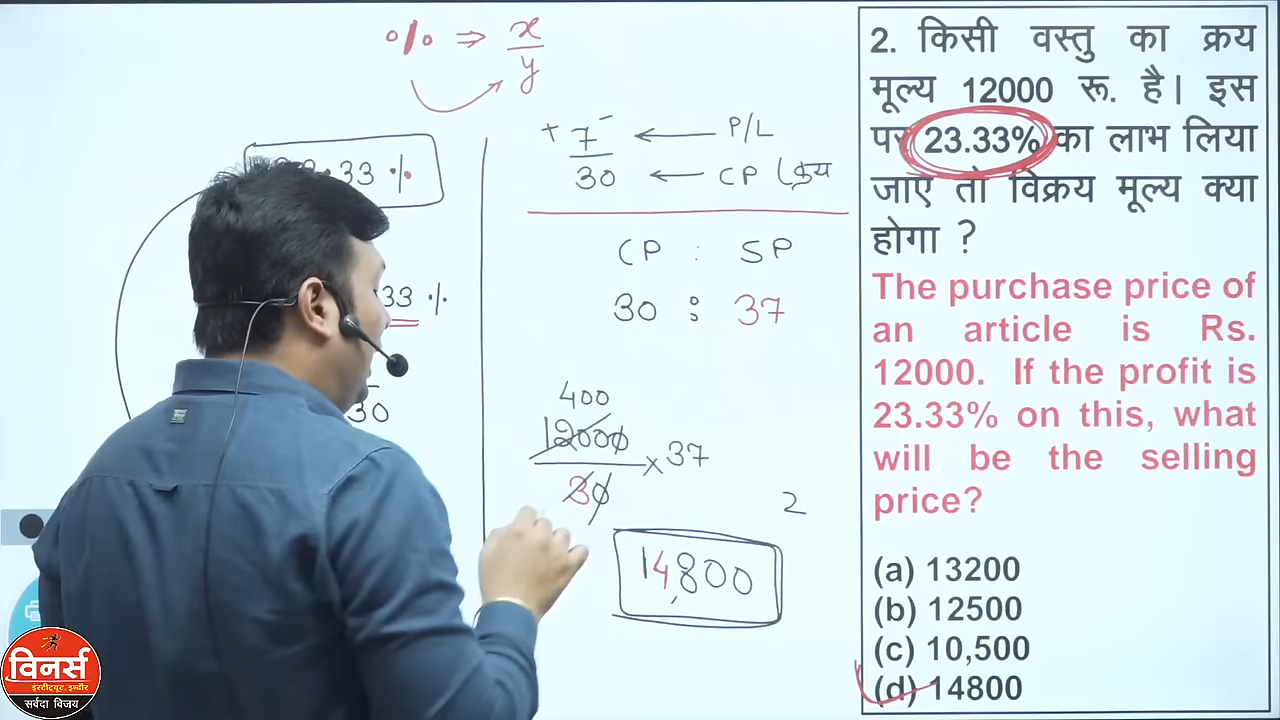 % ⇒ x/y
33 %
33 %
30
+7 ← P/L
30 ← CP (क्रय
CP : SP
30 : 37
400
12000
30
× 37
2
14,800
2. किसी वस्तु का क्रय
मूल्य 12000 रू. है। इस
पर 23.33% का लाभ लिया
जाए तो विक्रय मूल्य क्या
होगा ?
The purchase price of
an article is Rs.
12000. If the profit is
23.33% on this, what
will be the selling
price?
(a) 13200
(b) 12500
(c) 10,500
(d) 14800
विनर्स
इंस्टीट्यूट, इन्दौर
सर्वदा विजय